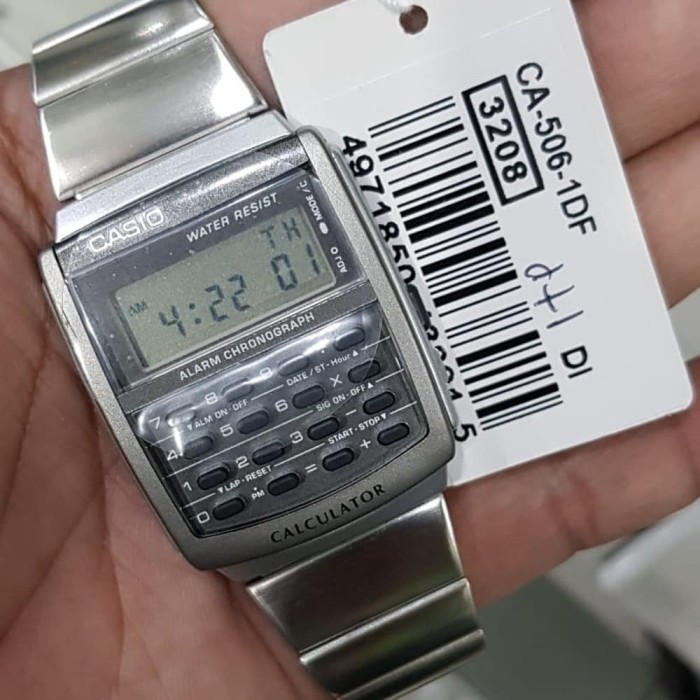 CASIO
WATER RESIST
MODE/C
TH
AM 4:22 01
ADJ
ALARM CHRONOGRAPH
7 8 9
DATE/ST-Hour▲
▼ALM ON·OFF
4 5 6 ×
SIG ON·OFF▲
1 2 3 −
▼LAP·RESET
START·STOP▼
0 • = +
PM
CALCULATOR
CA-506-1DF
3208
DI